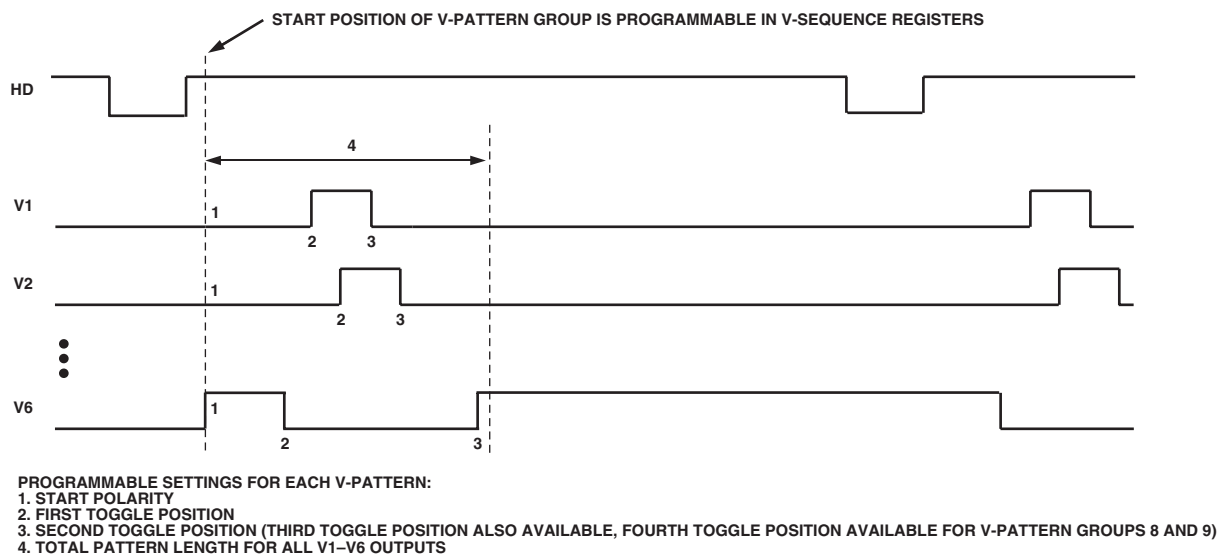 START POSITION OF V-PATTERN GROUP IS PROGRAMMABLE IN V-SEQUENCE REGISTERS
HD
4
V1
1
2 3
V2
1
2 3
V6
1
2 3
PROGRAMMABLE SETTINGS FOR EACH V-PATTERN:
1. START POLARITY
2. FIRST TOGGLE POSITION
3. SECOND TOGGLE POSITION (THIRD TOGGLE POSITION ALSO AVAILABLE, FOURTH TOGGLE POSITION AVAILABLE FOR V-PATTERN GROUPS 8 AND 9)
4. TOTAL PATTERN LENGTH FOR ALL V1–V6 OUTPUTS